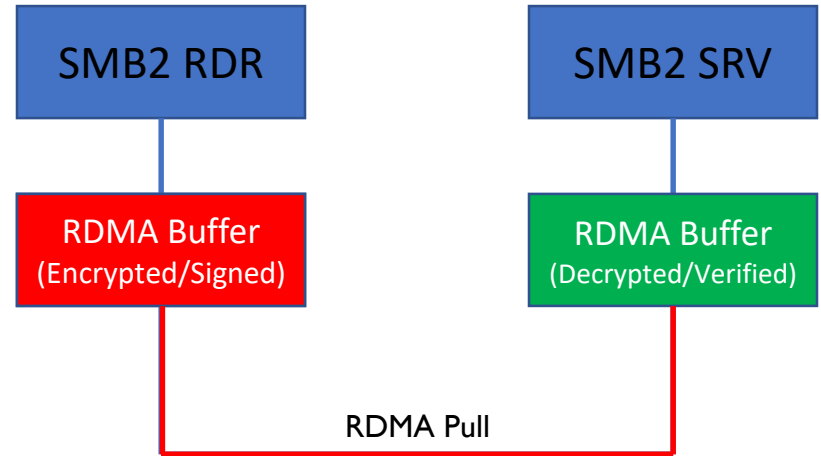 SMB2 RDR
SMB2 SRV
RDMA Buffer
(Encrypted/Signed)
RDMA Buffer
(Decrypted/Verified)
RDMA Pull